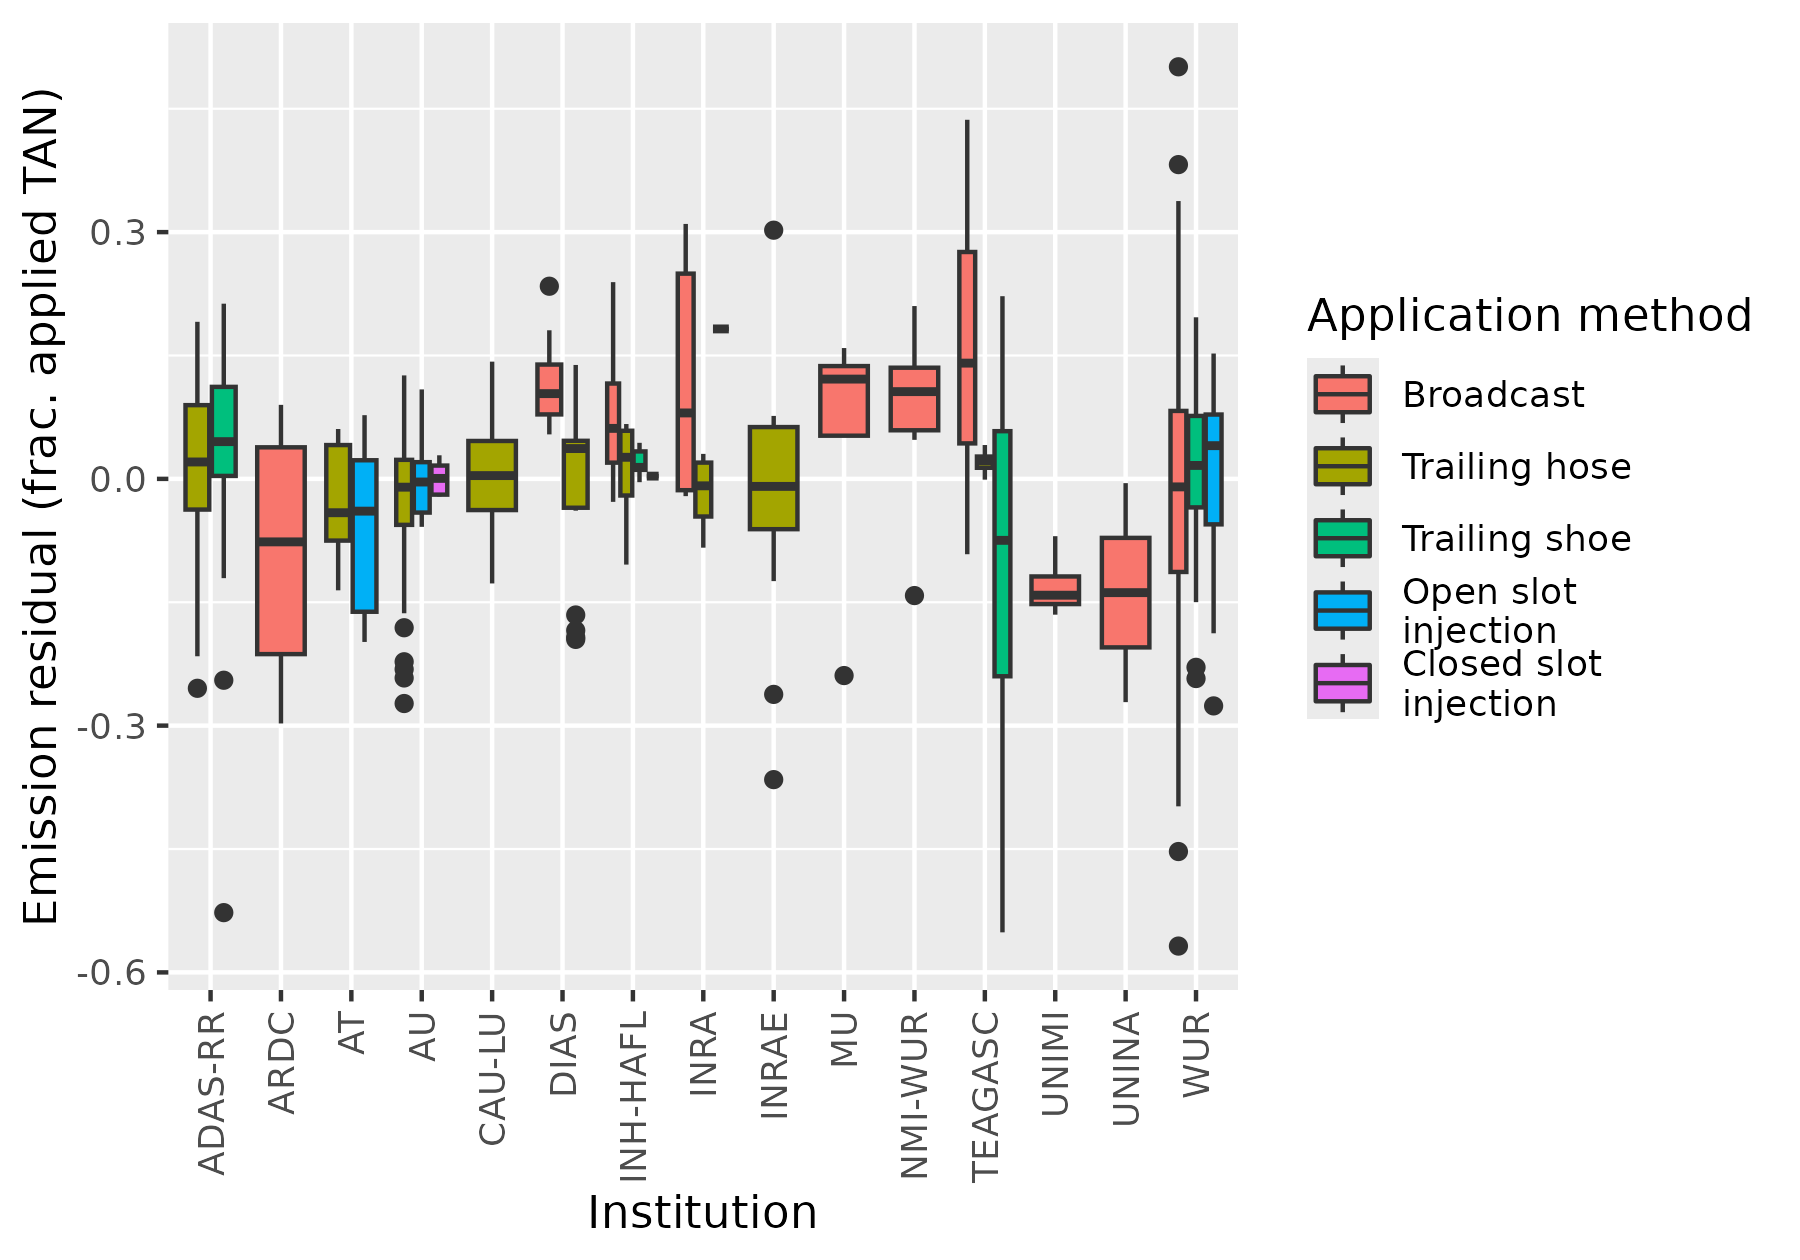 Emission residual (frac. applied TAN)
0.3
0.0
-0.3
-0.6
ADAS-RR
ARDC
AT
AU
CAU-LU
DIAS
INH-HAFL
INRA
INRAE
MU
NMI-WUR
TEAGASC
UNIMI
UNINA
WUR
Institution
Application method
Broadcast
Trailing hose
Trailing shoe
Open slot
injection
Closed slot
injection